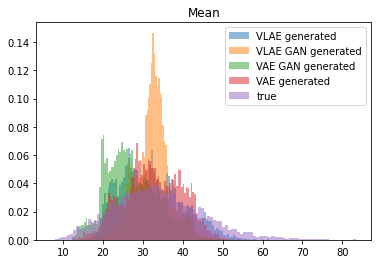 Mean
0.14
0.12
0.10
0.08
0.06
0.04
0.02
0.00
10 20 30 40 50 60 70 80
VLAE generated
VLAE GAN generated
VAE GAN generated
VAE generated
true